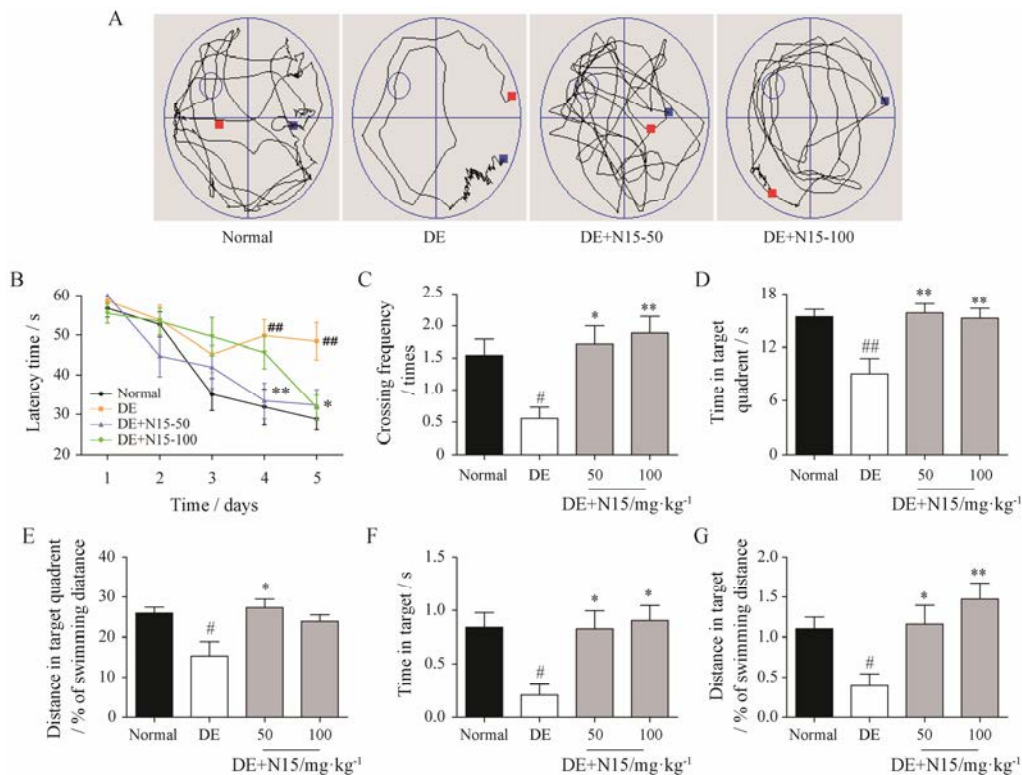 A
Normal
DE
DE+N15-50
DE+N15-100
B
Latency time / s
60
50
40
30
20
##
##
**
*
Normal
DE
DE+N15-50
DE+N15-100
1 2 3 4 5
Time / days
C
Crossing frequency
/ times
2.5
2.0
1.5
1.0
0.5
0.0
#
*
**
Normal DE 50 100
DE+N15/mg·kg-1
D
Time in target
quadrent / s
18
12
6
0
##
**
**
Normal DE 50 100
DE+N15/mg·kg-1
E
Distance in target quadrent
/ % of swimming diatance
40
30
20
10
0
#
*
Normal DE 50 100
DE+N15/mg·kg-1
F
Time in target / s
1.5
1.0
0.5
0.0
#
*
*
Normal DE 50 100
DE+N15/mg·kg-1
G
Distance in target
/ % of swimming distance
2.0
1.5
1.0
0.5
0.0
#
*
**
Normal DE 50 100
DE+N15/mg·kg-1